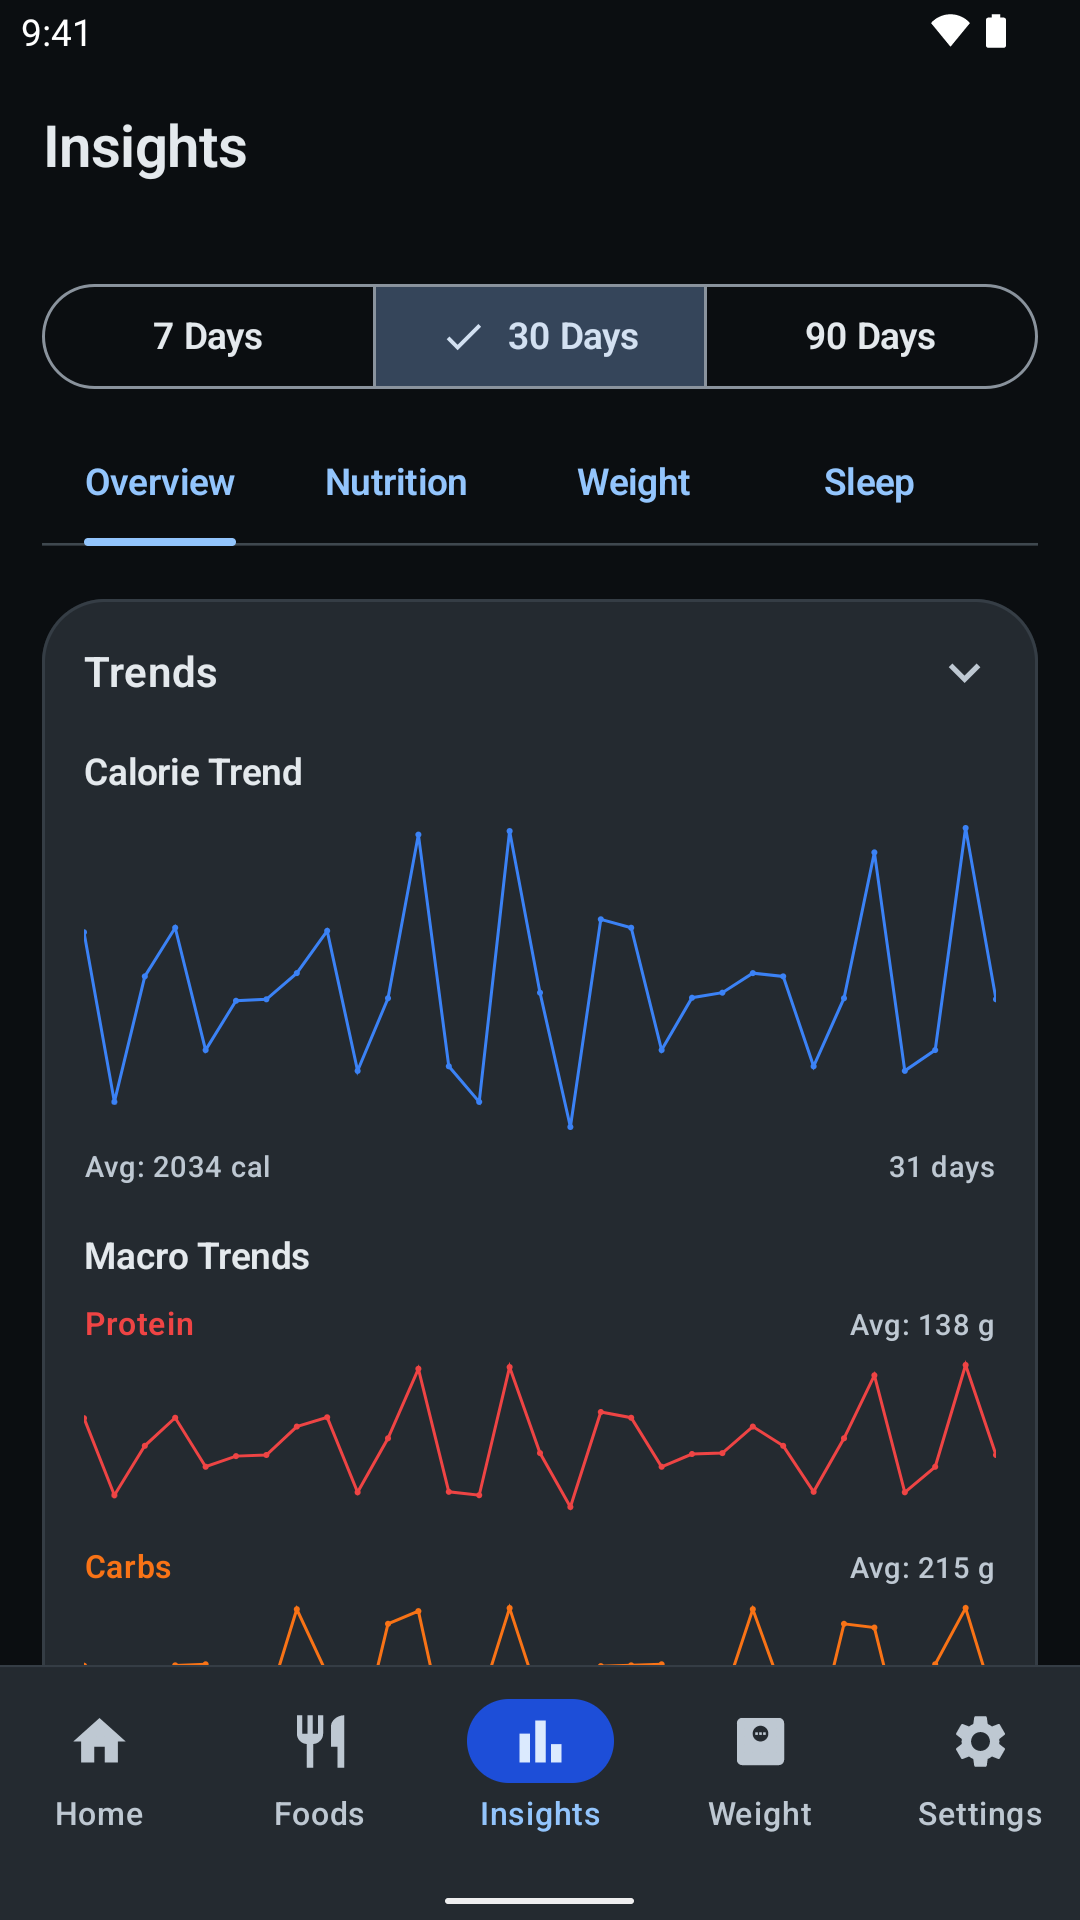 9:41
Insights
7 Days
30 Days
90 Days
Overview
Nutrition
Weight
Sleep
Trends
Calorie Trend
Avg: 2034 cal
31 days
Macro Trends
Protein
Avg: 138 g
Carbs
Avg: 215 g
Home
Foods
Insights
Weight
Settings